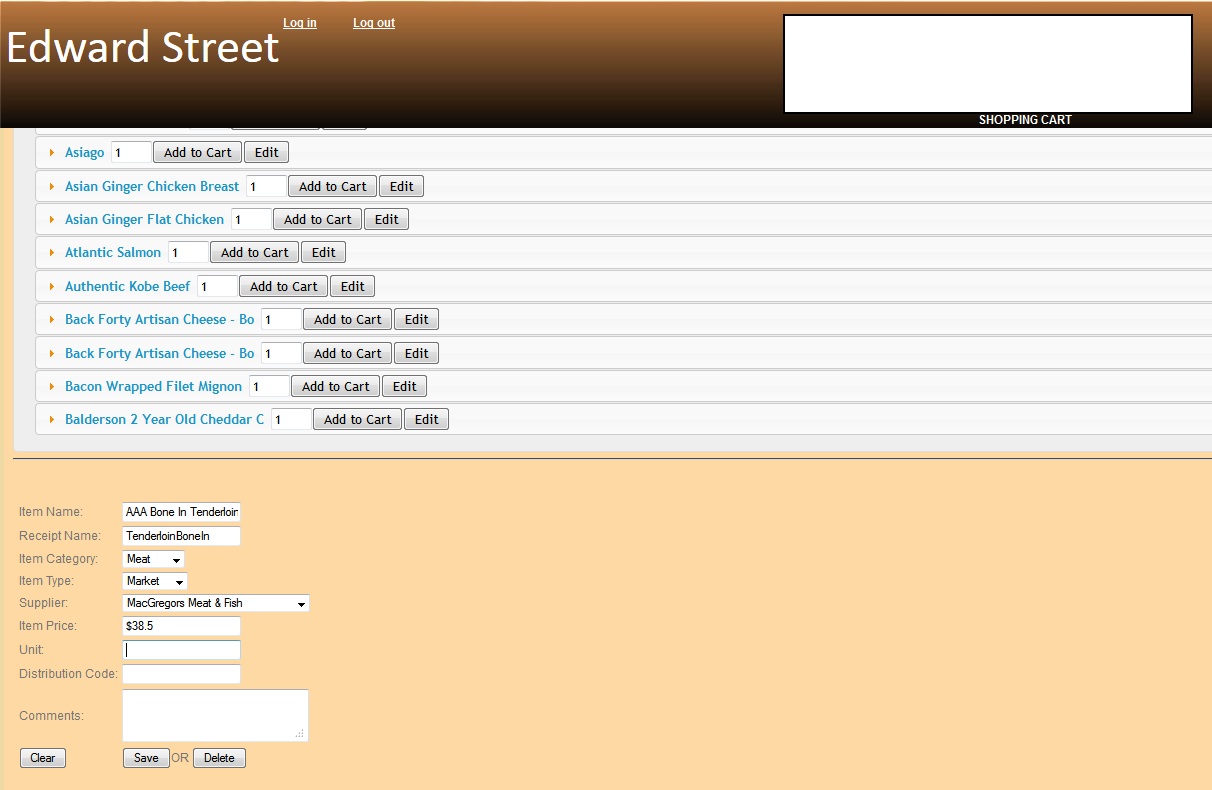 Log in Log out
Edward Street
SHOPPING CART
Asiago 1 Add to Cart Edit
Asian Ginger Chicken Breast 1 Add to Cart Edit
Asian Ginger Flat Chicken 1 Add to Cart Edit
Atlantic Salmon 1 Add to Cart Edit
Authentic Kobe Beef 1 Add to Cart Edit
Back Forty Artisan Cheese - Bo 1 Add to Cart Edit
Back Forty Artisan Cheese - Bo 1 Add to Cart Edit
Bacon Wrapped Filet Mignon 1 Add to Cart Edit
Balderson 2 Year Old Cheddar C 1 Add to Cart Edit
Item Name: AAA Bone In Tenderloin
Receipt Name: TenderloinBoneIn
Item Category: Meat
Item Type: Market
Supplier: MacGregors Meat & Fish
Item Price: $38.5
Unit:
Distribution Code:
Comments:
Clear Save OR Delete